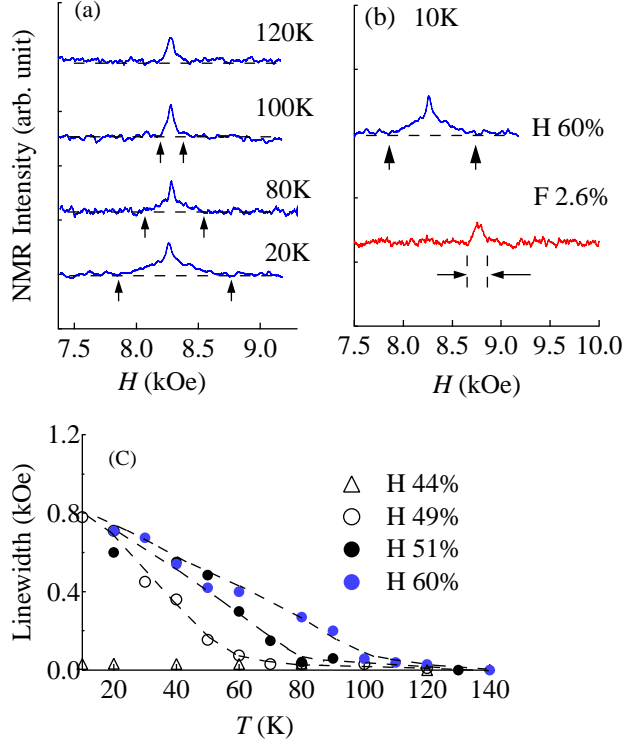 (a)
120K
100K
80K
20K
NMR Intensity (arb. unit)
7.5 8.0 8.5 9.0
H (kOe)
(b)
10K
H 60%
F 2.6%
7.5 8.0 8.5 9.0 9.5 10.0
H (kOe)
(C)
1.2
0.8
0.4
0.0
Linewidth (kOe)
H 44%
H 49%
H 51%
H 60%
20 40 60 80 100 120 140
T (K)